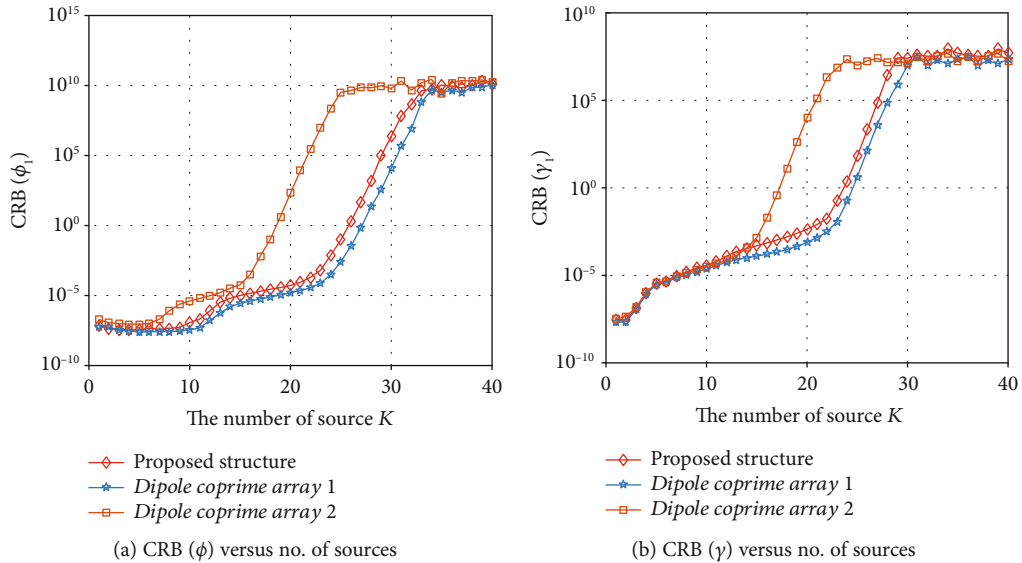 10^15
10^10
10^5
10^0
10^−5
10^−10
CRB (ϕ₁)
0 10 20 30 40
The number of source K
Proposed structure
Dipole coprime array 1
Dipole coprime array 2
(a) CRB (ϕ) versus no. of sources
10^10
10^5
10^0
10^−5
10^−10
CRB (γ₁)
0 10 20 30 40
The number of source K
Proposed structure
Dipole coprime array 1
Dipole coprime array 2
(b) CRB (γ) versus no. of sources